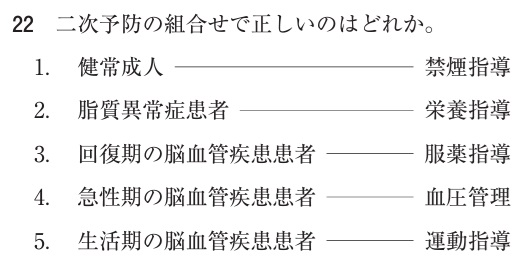 22 二次予防の組合せで正しいのはどれか。
1. 健常成人 ――――――――― 禁煙指導
2. 脂質異常症患者 ―――――― 栄養指導
3. 回復期の脳血管疾患患者 ――― 服薬指導
4. 急性期の脳血管疾患患者 ――― 血圧管理
5. 生活期の脳血管疾患患者 ――― 運動指導